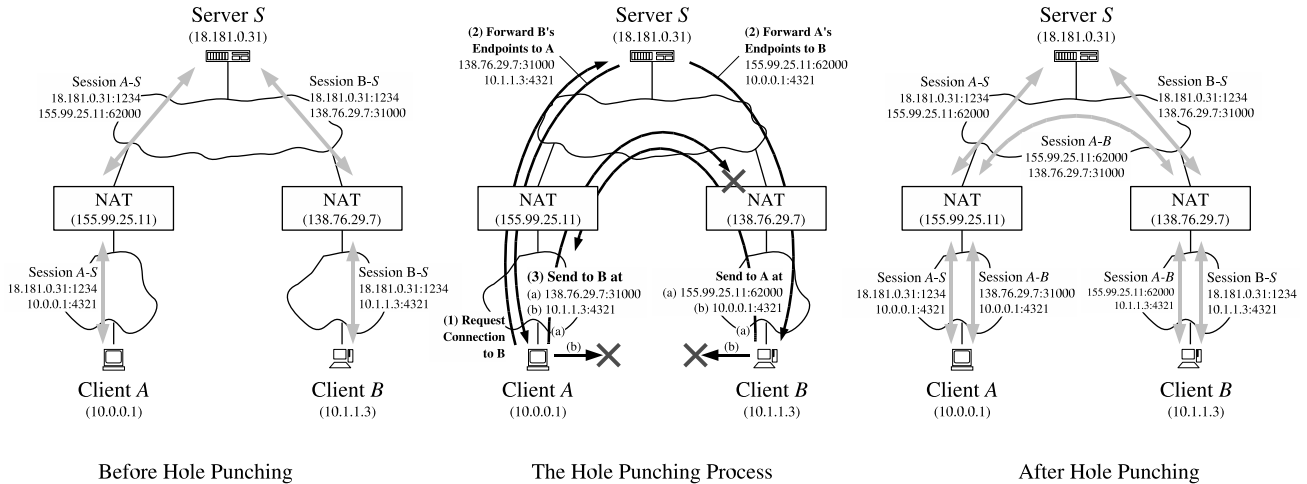 Server S
(18.181.0.31)
Session A-S
18.181.0.31:1234
155.99.25.11:62000
Session B-S
18.181.0.31:1234
138.76.29.7:31000
NAT
(155.99.25.11)
NAT
(138.76.29.7)
Session A-S
18.181.0.31:1234
10.0.0.1:4321
Session B-S
18.181.0.31:1234
10.1.1.3:4321
Client A
(10.0.0.1)
Client B
(10.1.1.3)
Before Hole Punching
Server S
(18.181.0.31)
(2) Forward B's
Endpoints to A
138.76.29.7:31000
10.1.1.3:4321
(2) Forward A's
Endpoints to B
155.99.25.11:62000
10.0.0.1:4321
NAT
(155.99.25.11)
NAT
(138.76.29.7)
(3) Send to B at
(a) 138.76.29.7:31000
(b) 10.1.1.3:4321
Send to A at
(a) 155.99.25.11:62000
(b) 10.0.0.1:4321
(1) Request
Connection
to B
(a)
(b)
(a)
(b)
Client A
(10.0.0.1)
Client B
(10.1.1.3)
The Hole Punching Process
Server S
(18.181.0.31)
Session A-S
18.181.0.31:1234
155.99.25.11:62000
Session B-S
18.181.0.31:1234
138.76.29.7:31000
Session A-B
155.99.25.11:62000
138.76.29.7:31000
NAT
(155.99.25.11)
NAT
(138.76.29.7)
Session A-S
18.181.0.31:1234
10.0.0.1:4321
Session A-B
138.76.29.7:31000
10.0.0.1:4321
Session A-B
155.99.25.11:62000
10.1.1.3:4321
Session B-S
18.181.0.31:1234
10.1.1.3:4321
Client A
(10.0.0.1)
Client B
(10.1.1.3)
After Hole Punching